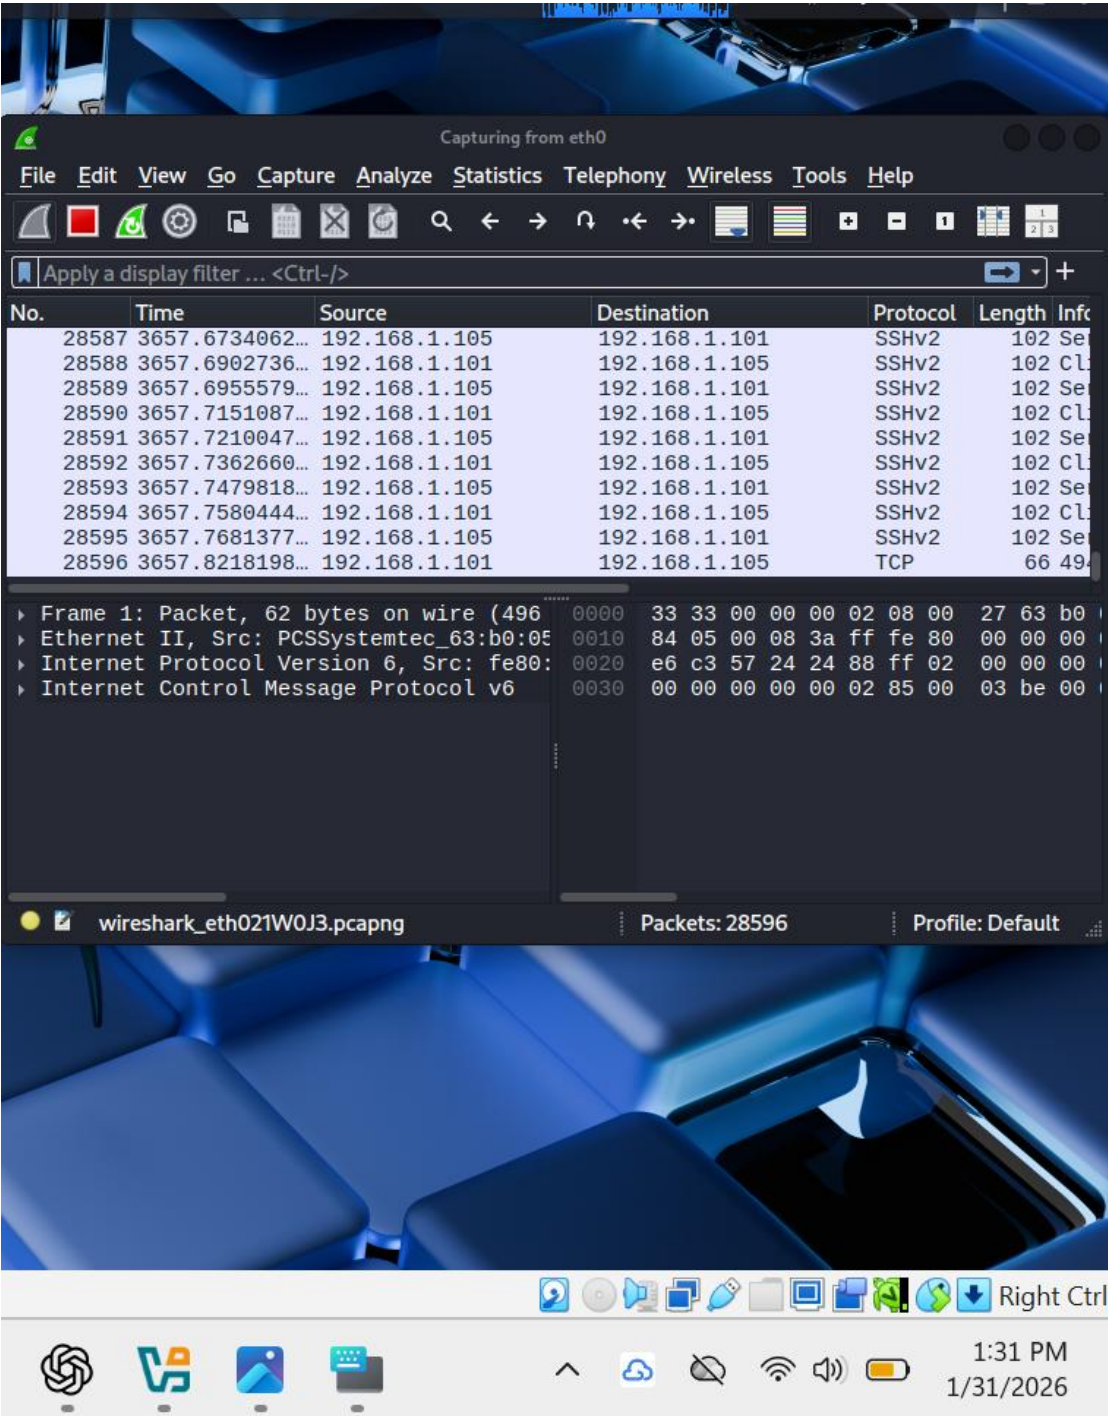 Capturing from eth0
File Edit View Go Capture Analyze Statistics Telephony Wireless Tools Help
Apply a display filter … <Ctrl-/>
No. Time Source Destination Protocol Length
28587 3657.6734062… 192.168.1.105 192.168.1.101 SSHv2 102
28588 3657.6902736… 192.168.1.101 192.168.1.105 SSHv2 102
28589 3657.6955579… 192.168.1.105 192.168.1.101 SSHv2 102
28590 3657.7151087… 192.168.1.101 192.168.1.105 SSHv2 102
28591 3657.7210047… 192.168.1.105 192.168.1.101 SSHv2 102
28592 3657.7362660… 192.168.1.101 192.168.1.105 SSHv2 102
28593 3657.7479818… 192.168.1.105 192.168.1.101 SSHv2 102
28594 3657.7580444… 192.168.1.101 192.168.1.105 SSHv2 102
28595 3657.7681377… 192.168.1.105 192.168.1.101 SSHv2 102
28596 3657.8218198… 192.168.1.101 192.168.1.105 TCP 66
Frame 1: Packet, 62 bytes on wire (496
Ethernet II, Src: PCSSystemtec_63:b0:05
Internet Protocol Version 6, Src: fe80:
Internet Control Message Protocol v6
0000 33 33 00 00 00 02 08 00 27 63 b0
0010 84 05 00 08 3a ff fe 80 00 00 00
0020 e6 c3 57 24 24 88 ff 02 00 00 00
0030 00 00 00 00 00 02 85 00 03 be 00
wireshark_eth021W0J3.pcapng Packets: 28596 Profile: Default
Right Ctrl
1:31 PM
1/31/2026